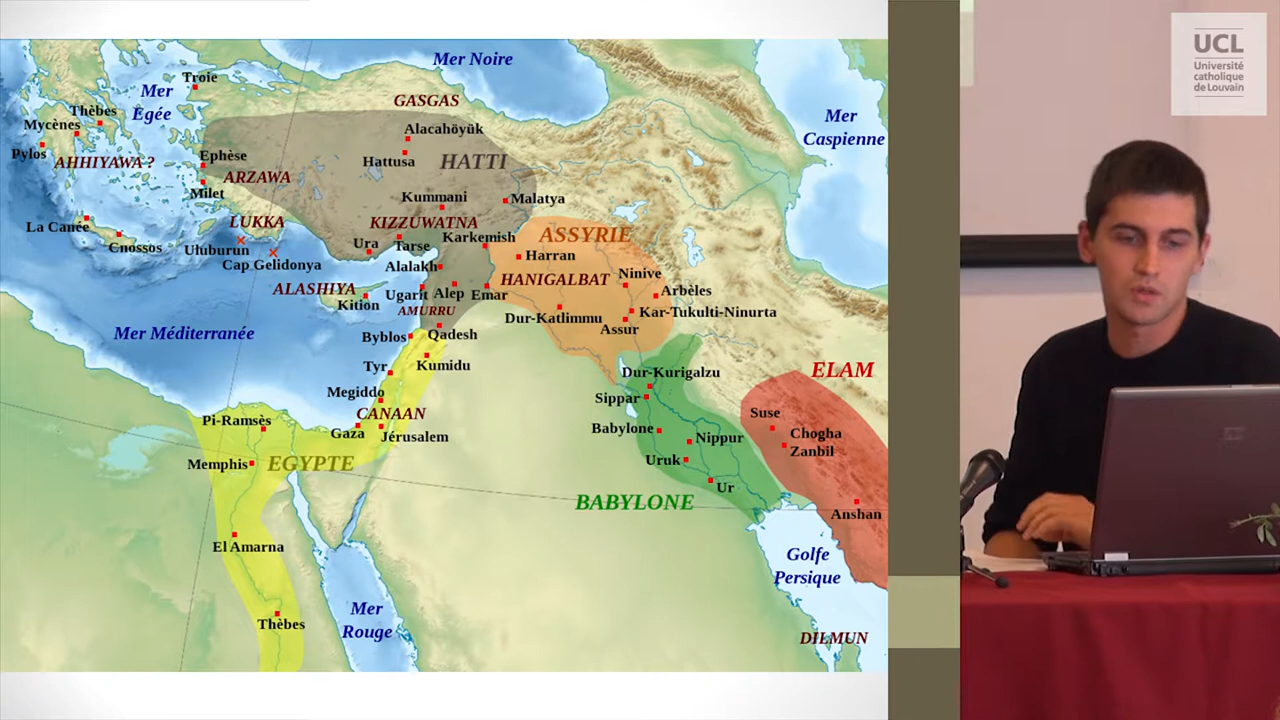 Mer Noire
Troie
Mer
Egée
GASGAS
Thèbes
Mycènes
Alacahöyük
Mer
Caspienne
Pylos
AHHIYAWA ?
Ephèse
Hattusa
HATTI
ARZAWA
Milet
Kummani
Malatya
La Canée
LUKKA
KIZZUWATNA
Cnossos
Uluburun
Ura
Tarse
Karkemish
ASSYRIE
Cap Gelidonya
Alalakh
Harran
HANIGALBAT
Ninive
ALASHIYA
Kition
Ugarit
Alep
Emar
Arbèles
AMURRU
Dur-Katlimmu
Kar-Tukulti-Ninurta
Assur
Mer Méditerranée
Byblos
Qadesh
Tyr
Kumidu
Dur-Kurigalzu
ELAM
Megiddo
Sippar
CANAAN
Suse
Pi-Ramsès
Gaza
Jérusalem
Babylone
Nippur
Chogha
Zanbil
Memphis
EGYPTE
Uruk
Ur
BABYLONE
Anshan
El Amarna
Golfe
Persique
Thèbes
Mer
Rouge
DILMUN
UCL
Université
catholique
de Louvain